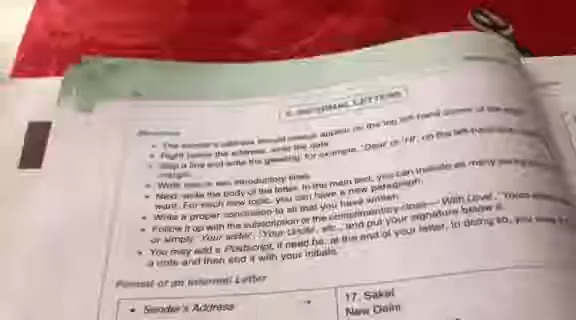 INFORMAL LETTERS
• The sender's address should always appear on the top left-hand corner of the
• Right below the address, write the date.
• Skip a line and write the greeting, for example, 'Dear' or 'Hi', on the left-hand
margin.
• Write one or two introductory lines.
• Next, write the body of the letter. In the main text, you can include as many
want. For each new topic, you can have a new paragraph.
• Write a proper conclusion to all that you have written.
• Follow it up with the subscription or the complimentary close— 'With Love', 'Yours
or simply 'Your sister', 'Your Uncle', etc., and put your signature below it.
• You may add a Postscript, if need be, at the end of your letter. In doing so, you
a note and then end it with your initials.
Format of an Informal Letter
• Sender's Address
17, Saket
New Delhi